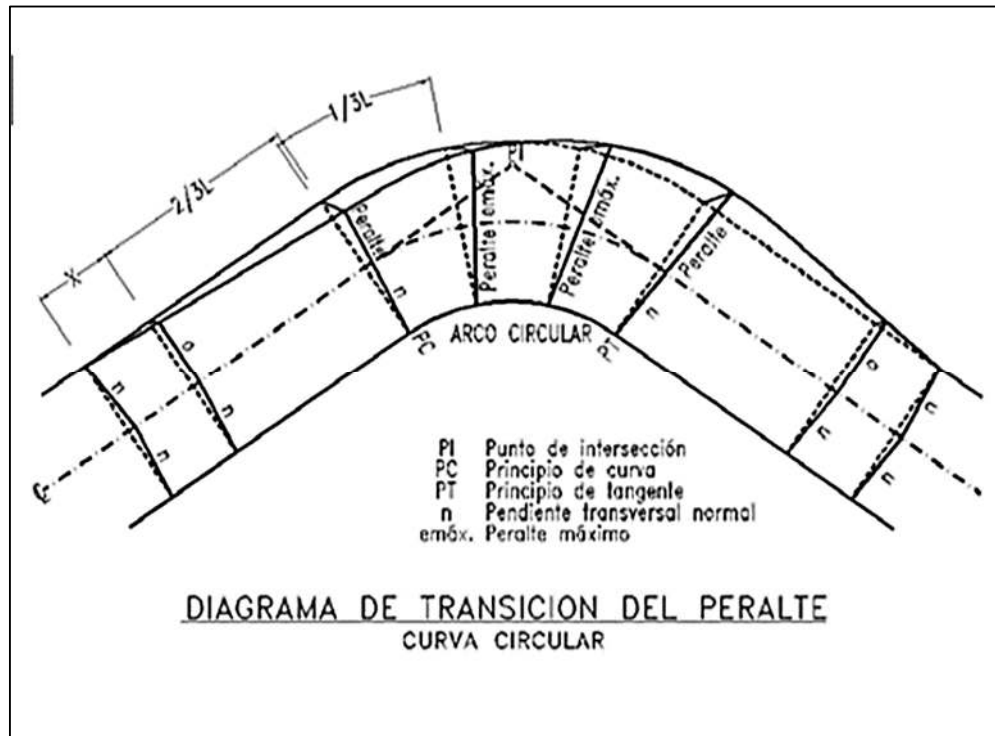 1/3L
2/3L
X
PI
Peralte
Peralte emáx.
Peralte emáx.
Peralte
n
n
o
n
n
n
o
n
n
n
PC
ARCO CIRCULAR
PT
PI Punto de intersección
PC Principio de curva
PT Principio de tangente
n Pendiente transversal normal
emáx. Peralte máximo
DIAGRAMA DE TRANSICION DEL PERALTE
CURVA CIRCULAR